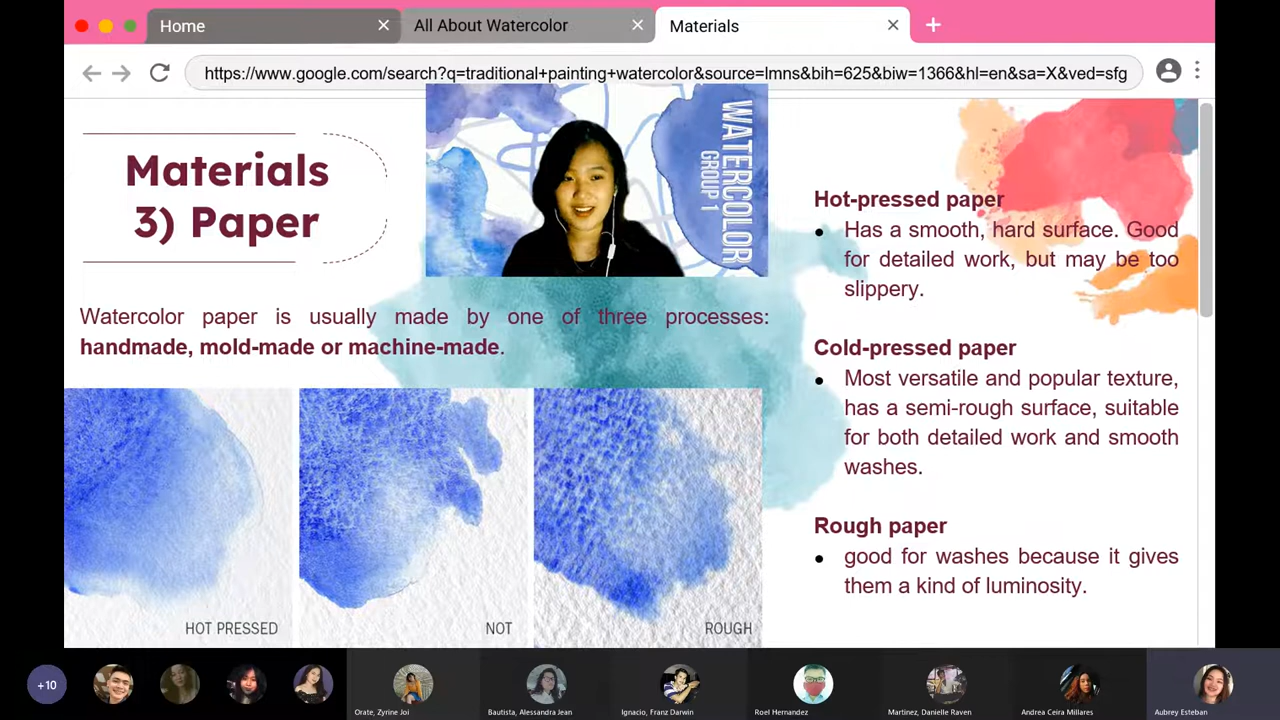 Home
All About Watercolor
Materials
https://www.google.com/search?q=traditional+painting+watercolor&source=lmns&bih=625&biw=1366&hl=en&sa=X&ved=sfg
Materials
3) Paper
WATERCOLOR
GROUP 1
Watercolor paper is usually made by one of three processes:
handmade, mold-made or machine-made.
HOT PRESSED
NOT
ROUGH
Hot-pressed paper
● Has a smooth, hard surface. Good
for detailed work, but may be too
slippery.
Cold-pressed paper
● Most versatile and popular texture,
has a semi-rough surface, suitable
for both detailed work and smooth
washes.
Rough paper
● good for washes because it gives
them a kind of luminosity.
+10
Orate, Zyrine Joi
Bautista, Alessandra Jean
Ignacio, Franz Darwin
Roel Hernandez
Martinez, Danielle Raven
Andrea Ceira Millares
Aubrey Esteban